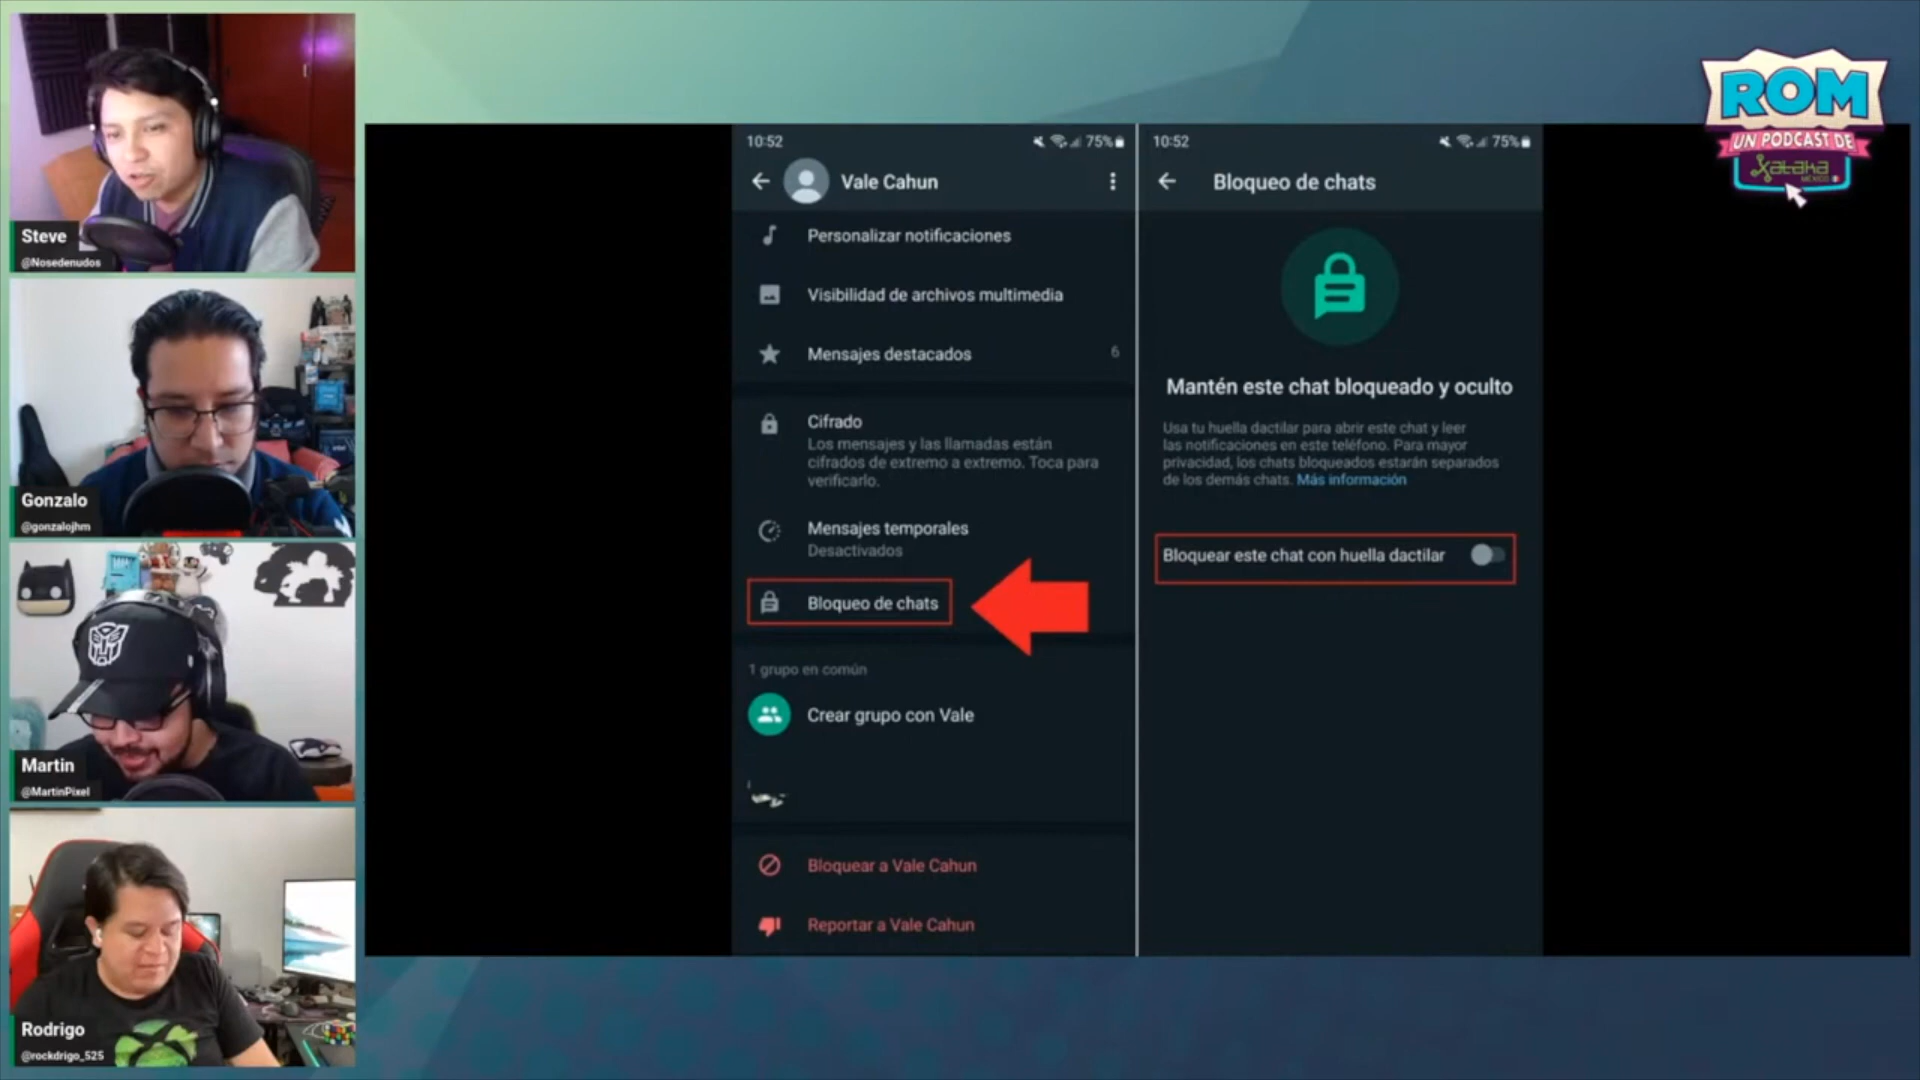 Steve
@Nosedenudos
Gonzalo
@gonzalojhm
Martin
@MartinPixel
Rodrigo
@rockdrigo_525
10:52
75%
Vale Cahun
Personalizar notificaciones
Visibilidad de archivos multimedia
Mensajes destacados
6
Cifrado
Los mensajes y las llamadas están
cifrados de extremo a extremo. Toca para
verificarlo.
Mensajes temporales
Desactivados
Bloqueo de chats
1 grupo en común
Crear grupo con Vale
Bloquear a Vale Cahun
Reportar a Vale Cahun
10:52
75%
Bloqueo de chats
Mantén este chat bloqueado y oculto
Usa tu huella dactilar para abrir este chat y leer
las notificaciones en este teléfono. Para mayor
privacidad, los chats bloqueados estarán separados
de los demás chats. Más información
Bloquear este chat con huella dactilar
ROM
UN PODCAST DE
Xataka
MÉXICO